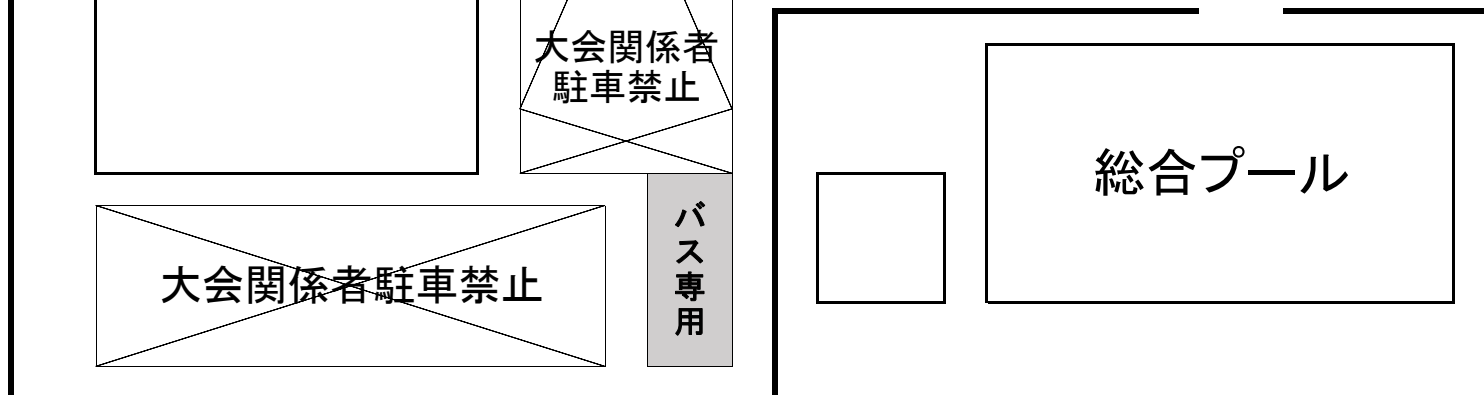 大会関係者
駐車禁止
総合プール
バス専用
大会関係者駐車禁止